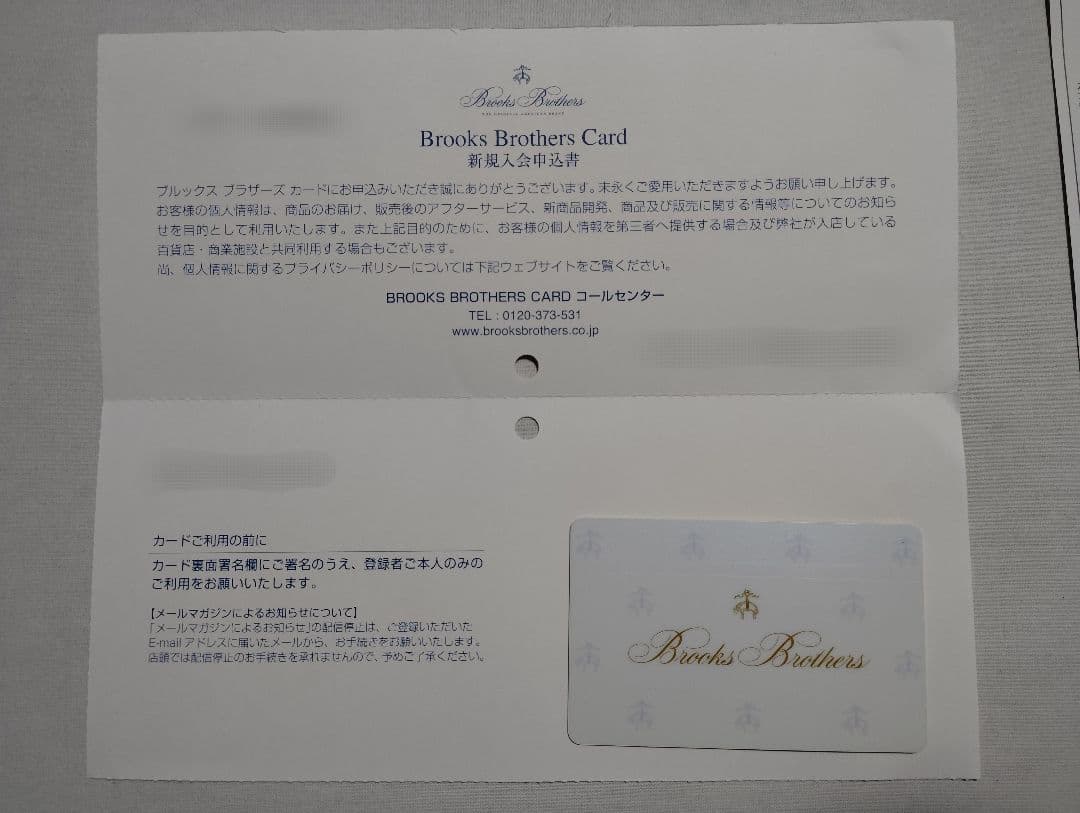 Brooks Brothers
Brooks Brothers Card
新規入会申込書
ブルックス ブラザーズ カードにお申込みいただき誠にありがとうございます。末永くご愛用いただきますようお願い申し上げます。
お客様の個人情報は、商品のお届け、販売後のアフターサービス、新商品開発、商品及び販売に関する情報等についてのお知ら
せを目的として利用いたします。また上記目的のために、お客様の個人情報を第三者へ提供する場合及び弊社が入店している
百貨店・商業施設と共同利用する場合もございます。
尚、個人情報に関するプライバシーポリシーについては下記ウェブサイトをご覧ください。
BROOKS BROTHERS CARD コールセンター
TEL : 0120-373-531
www.brooksbrothers.co.jp
カードご利用の前に
カード裏面署名欄にご署名のうえ、登録者ご本人のみの
ご利用をお願いいたします。
【メールマガジンによるお知らせについて】
「メールマガジンによるお知らせ」の配信停止は、ご登録いただいた
E-mail アドレスに届いたメールから、お手続きをお願いいたします。
店頭では配信停止のお手続きを承れませんので、予めご了承ください。
Brooks Brothers